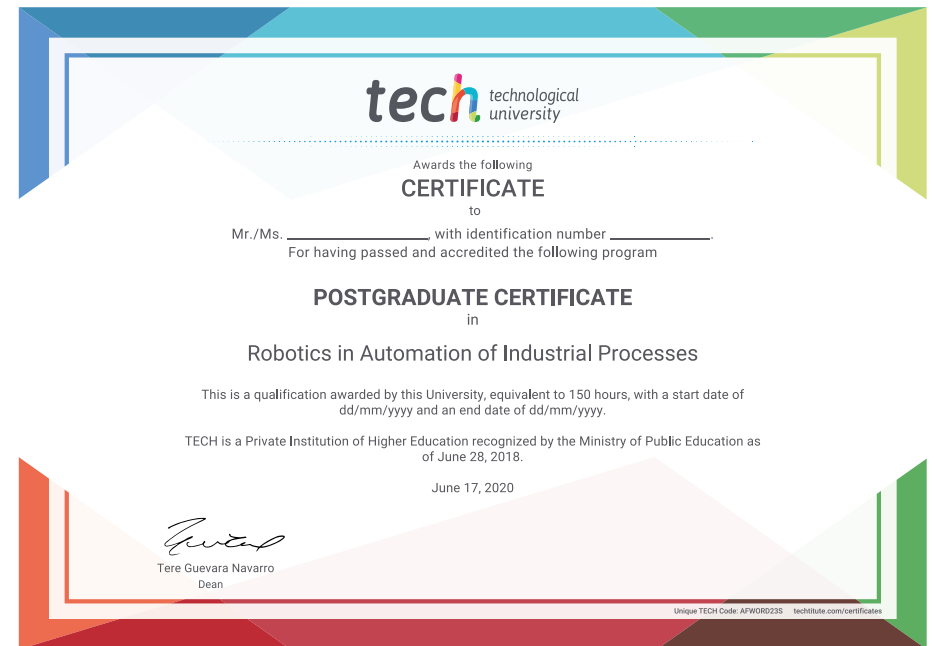 tech technological
university
Awards the following
CERTIFICATE
to
Mr./Ms. ____________________, with identification number ______________.
For having passed and accredited the following program
POSTGRADUATE CERTIFICATE
in
Robotics in Automation of Industrial Processes
This is a qualification awarded by this University, equivalent to 150 hours, with a start date of
dd/mm/yyyy and an end date of dd/mm/yyyy.
TECH is a Private Institution of Higher Education recognized by the Ministry of Public Education as
of June 28, 2018.
June 17, 2020
Tere Guevara Navarro
Dean
Unique TECH Code: AFWORD23S techtitute.com/certificates